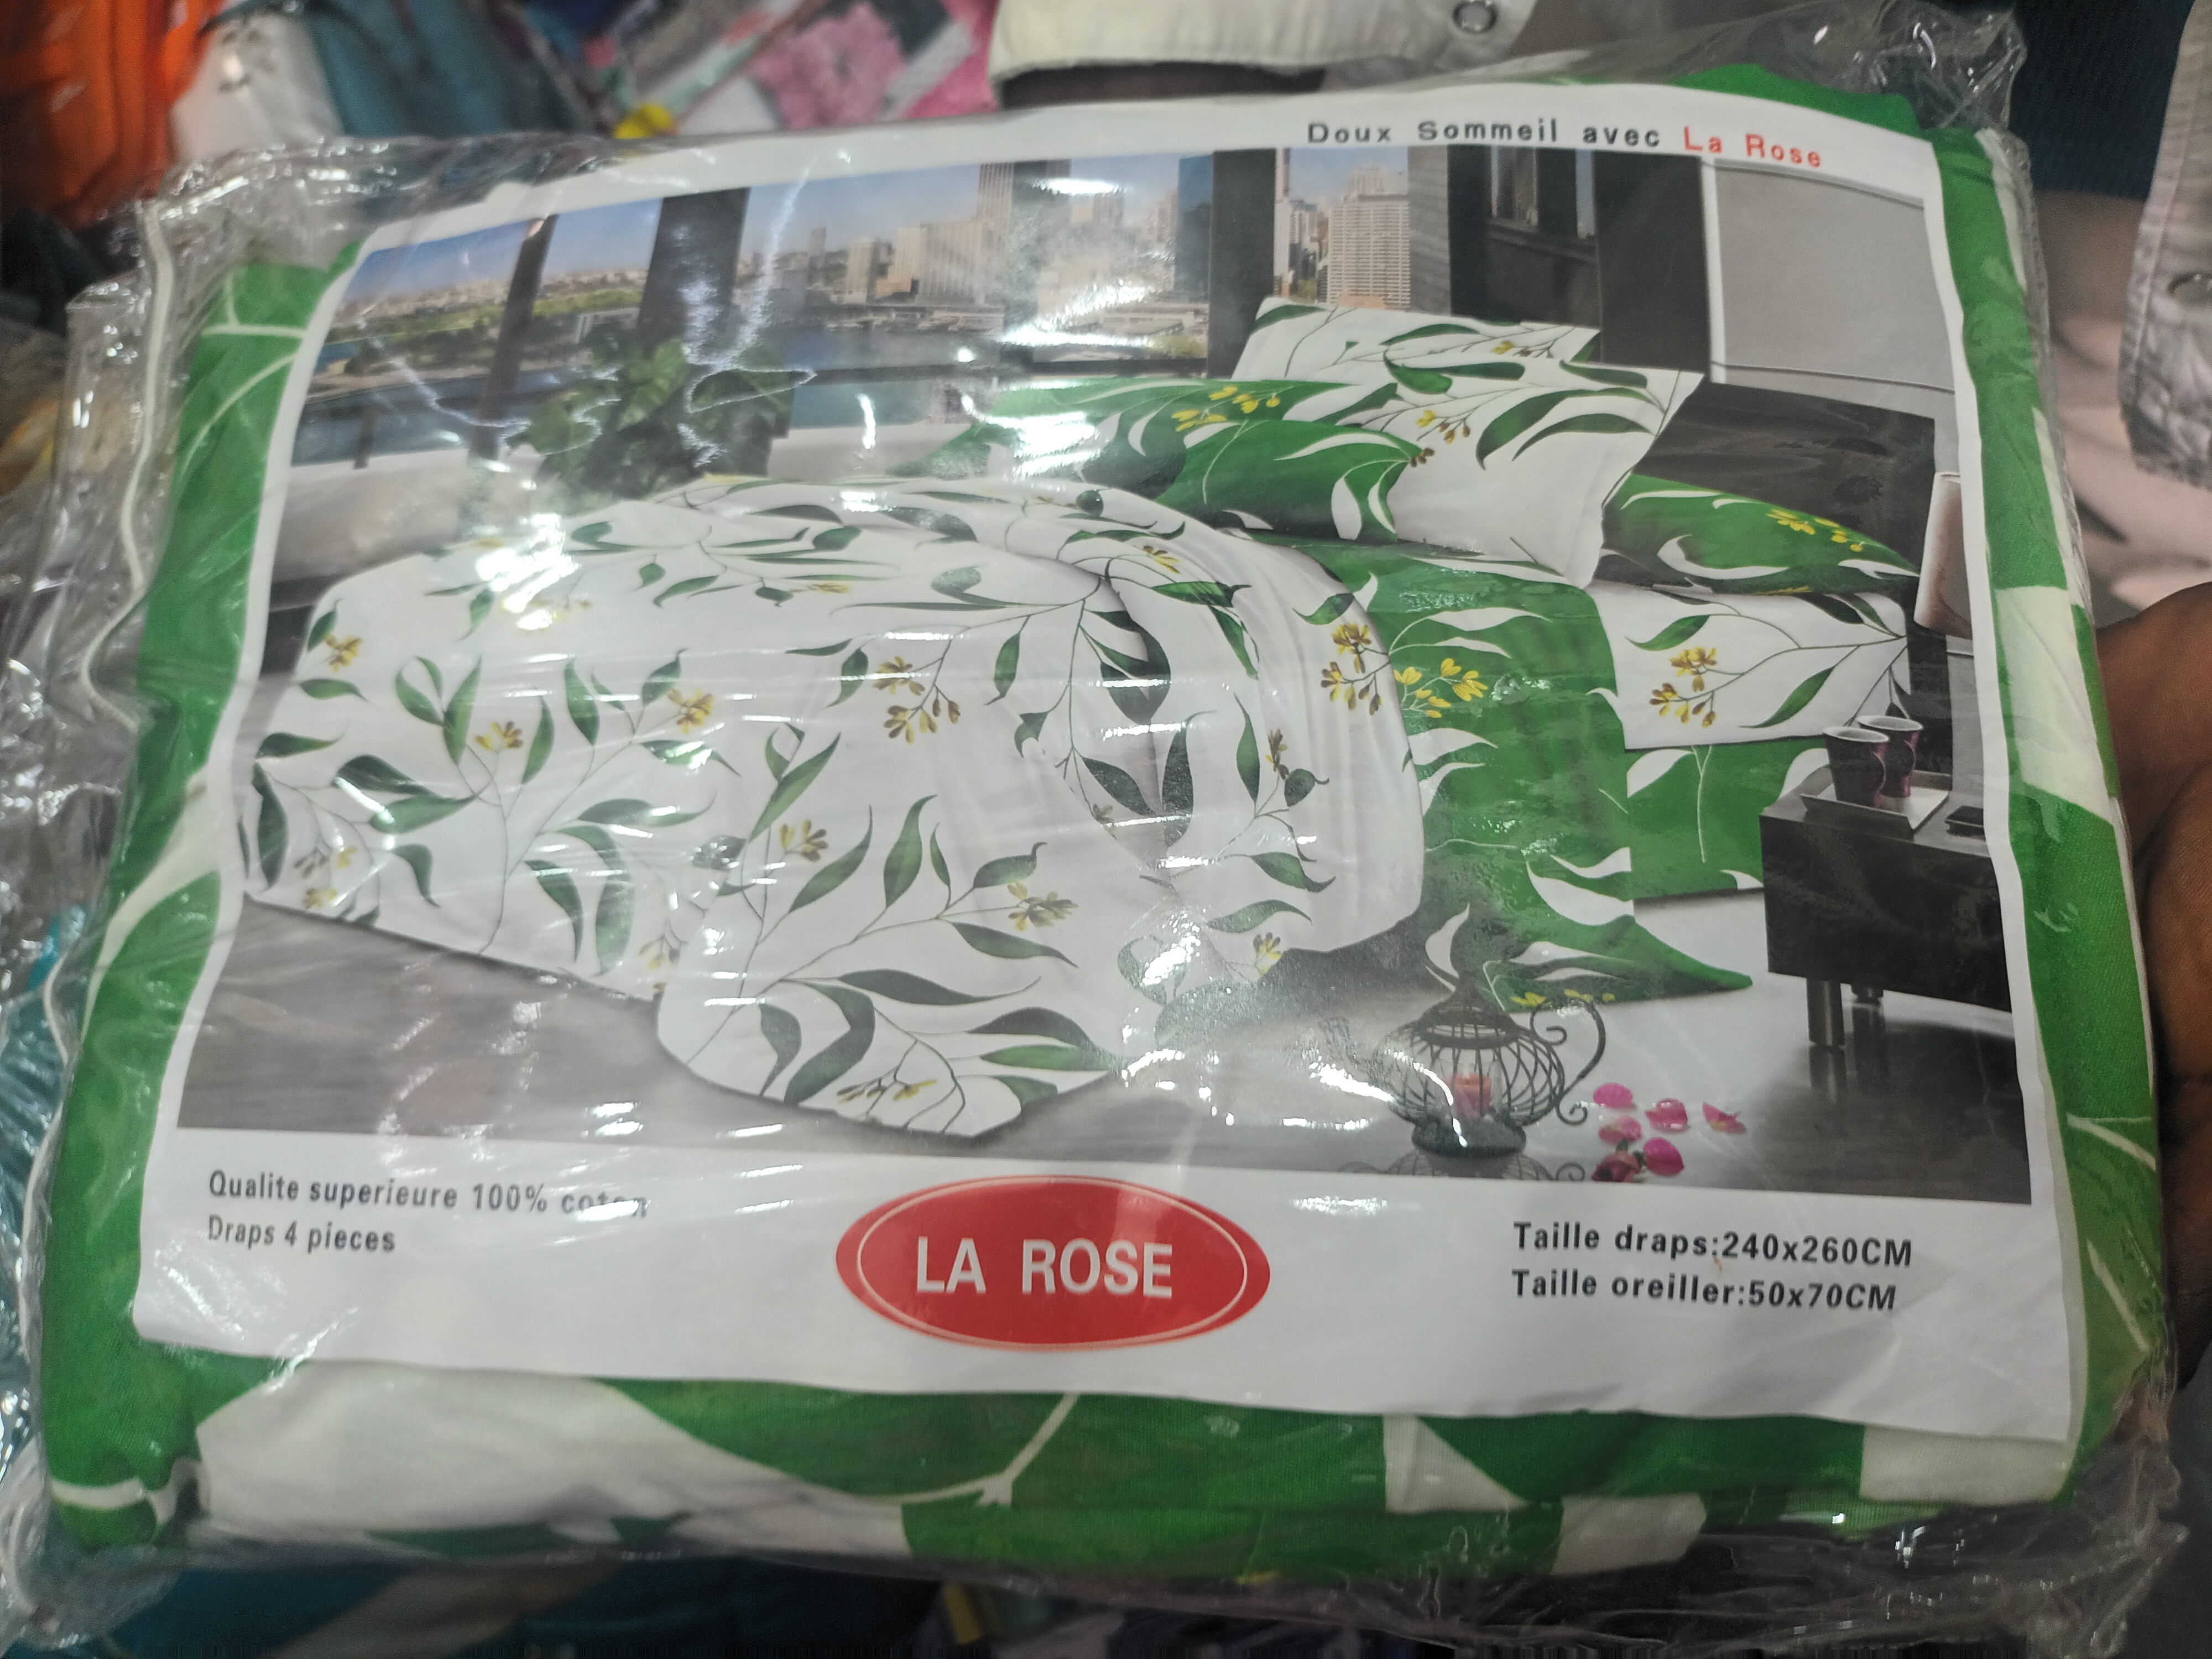 Doux Sommeil avec La Rose
Qualite superieure 100% cotton
Draps 4 pieces
LA ROSE
Taille draps:240x260CM
Taille oreiller:50x70CM